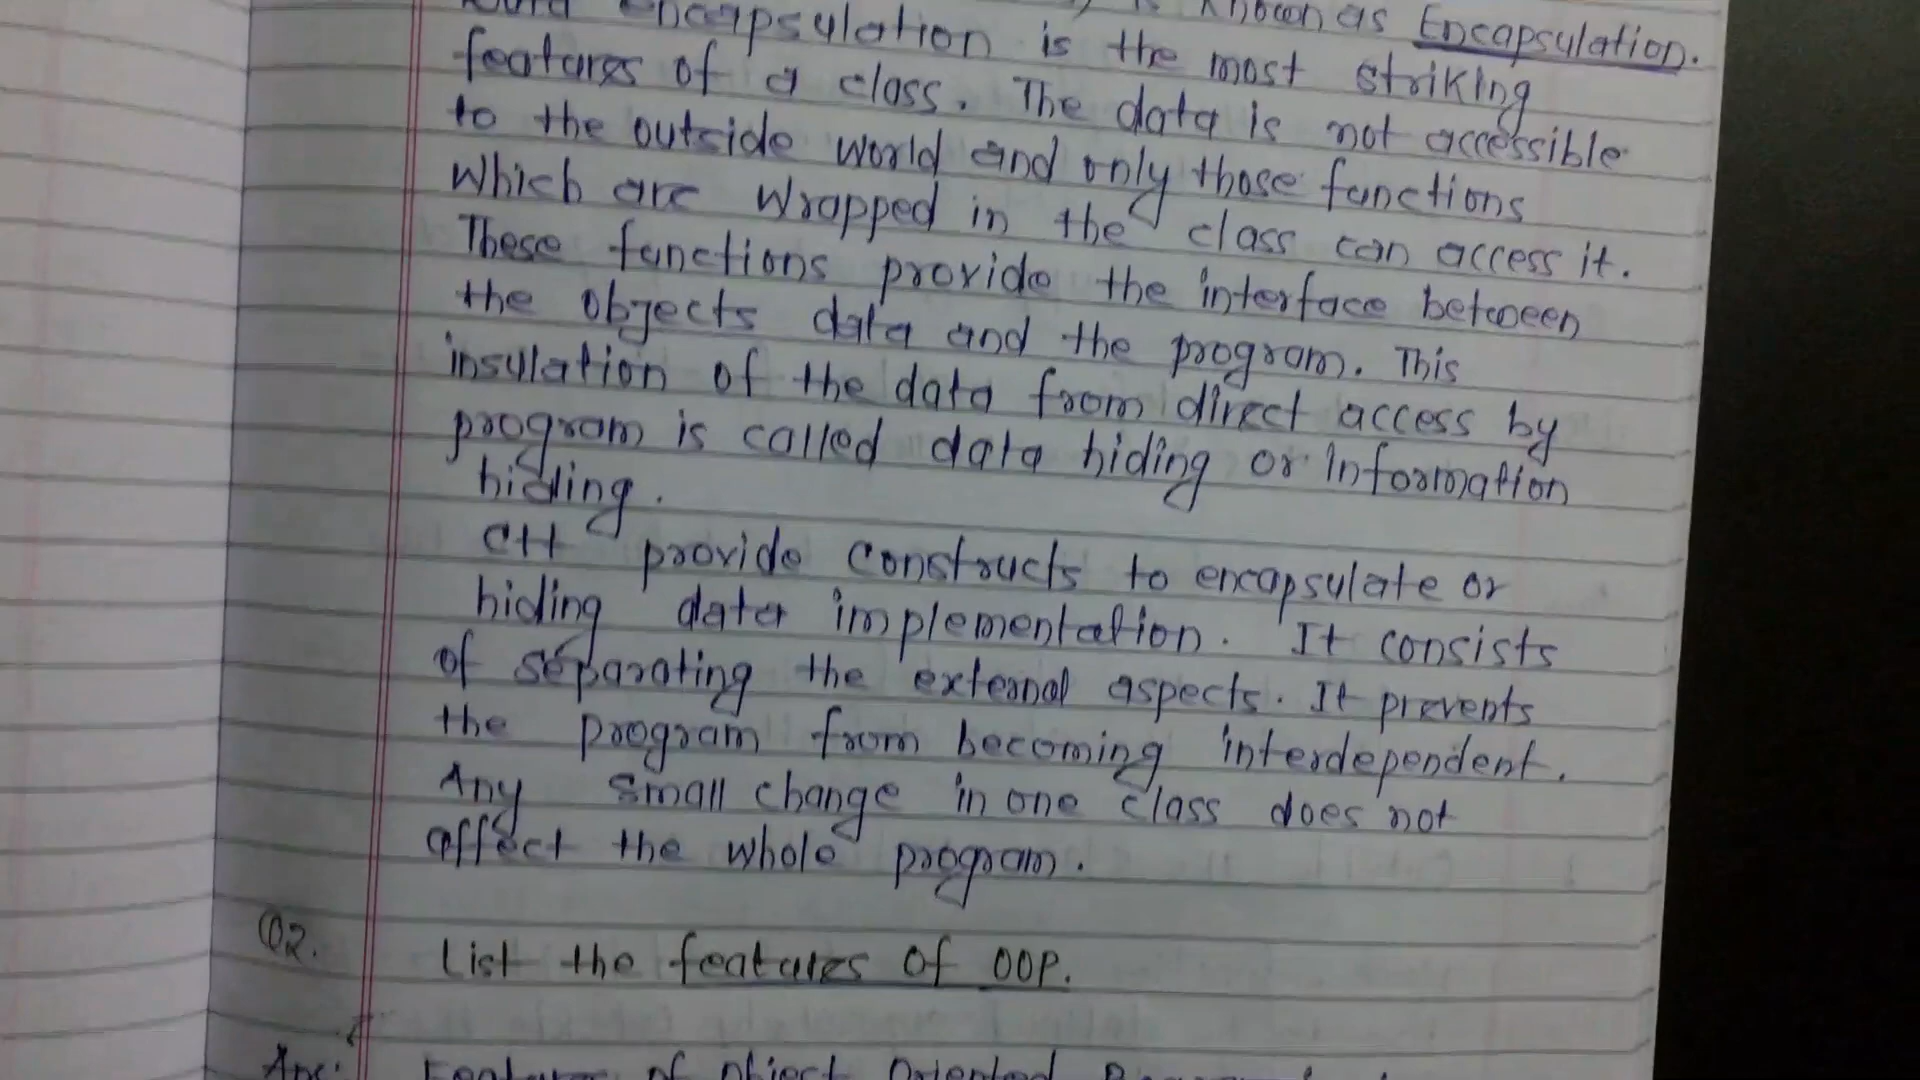 encapsulation is the most striking
known as Encapsulation.
features of a class. The data is not accessible
to the outside world and only those functions
which are wrapped in the class can access it.
These functions provide the interface between
the objects data and the program. This
insulation of the data from direct access by
program is called data hiding or information
hiding.
C++ provide constructs to encapsulate or
hiding data implementation. It consists
of separating the external aspects. It prevents
the program from becoming interdependent.
Any small change in one class does not
affect the whole program.
Q2. List the features of OOP.
Ans: Features of Object Oriented